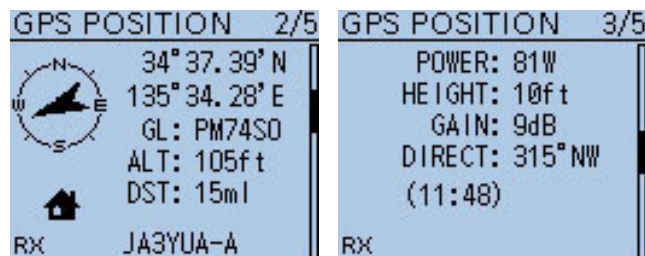 GPS POSITION 2/5
N
W E
S
34°37.39'N
135°34.28'E
GL: PM74SO
ALT: 105ft
DST: 15ml
RX JA3YUA-A
GPS POSITION 3/5
POWER: 81W
HEIGHT: 10ft
GAIN: 9dB
DIRECT: 315°NW
(11:48)
RX